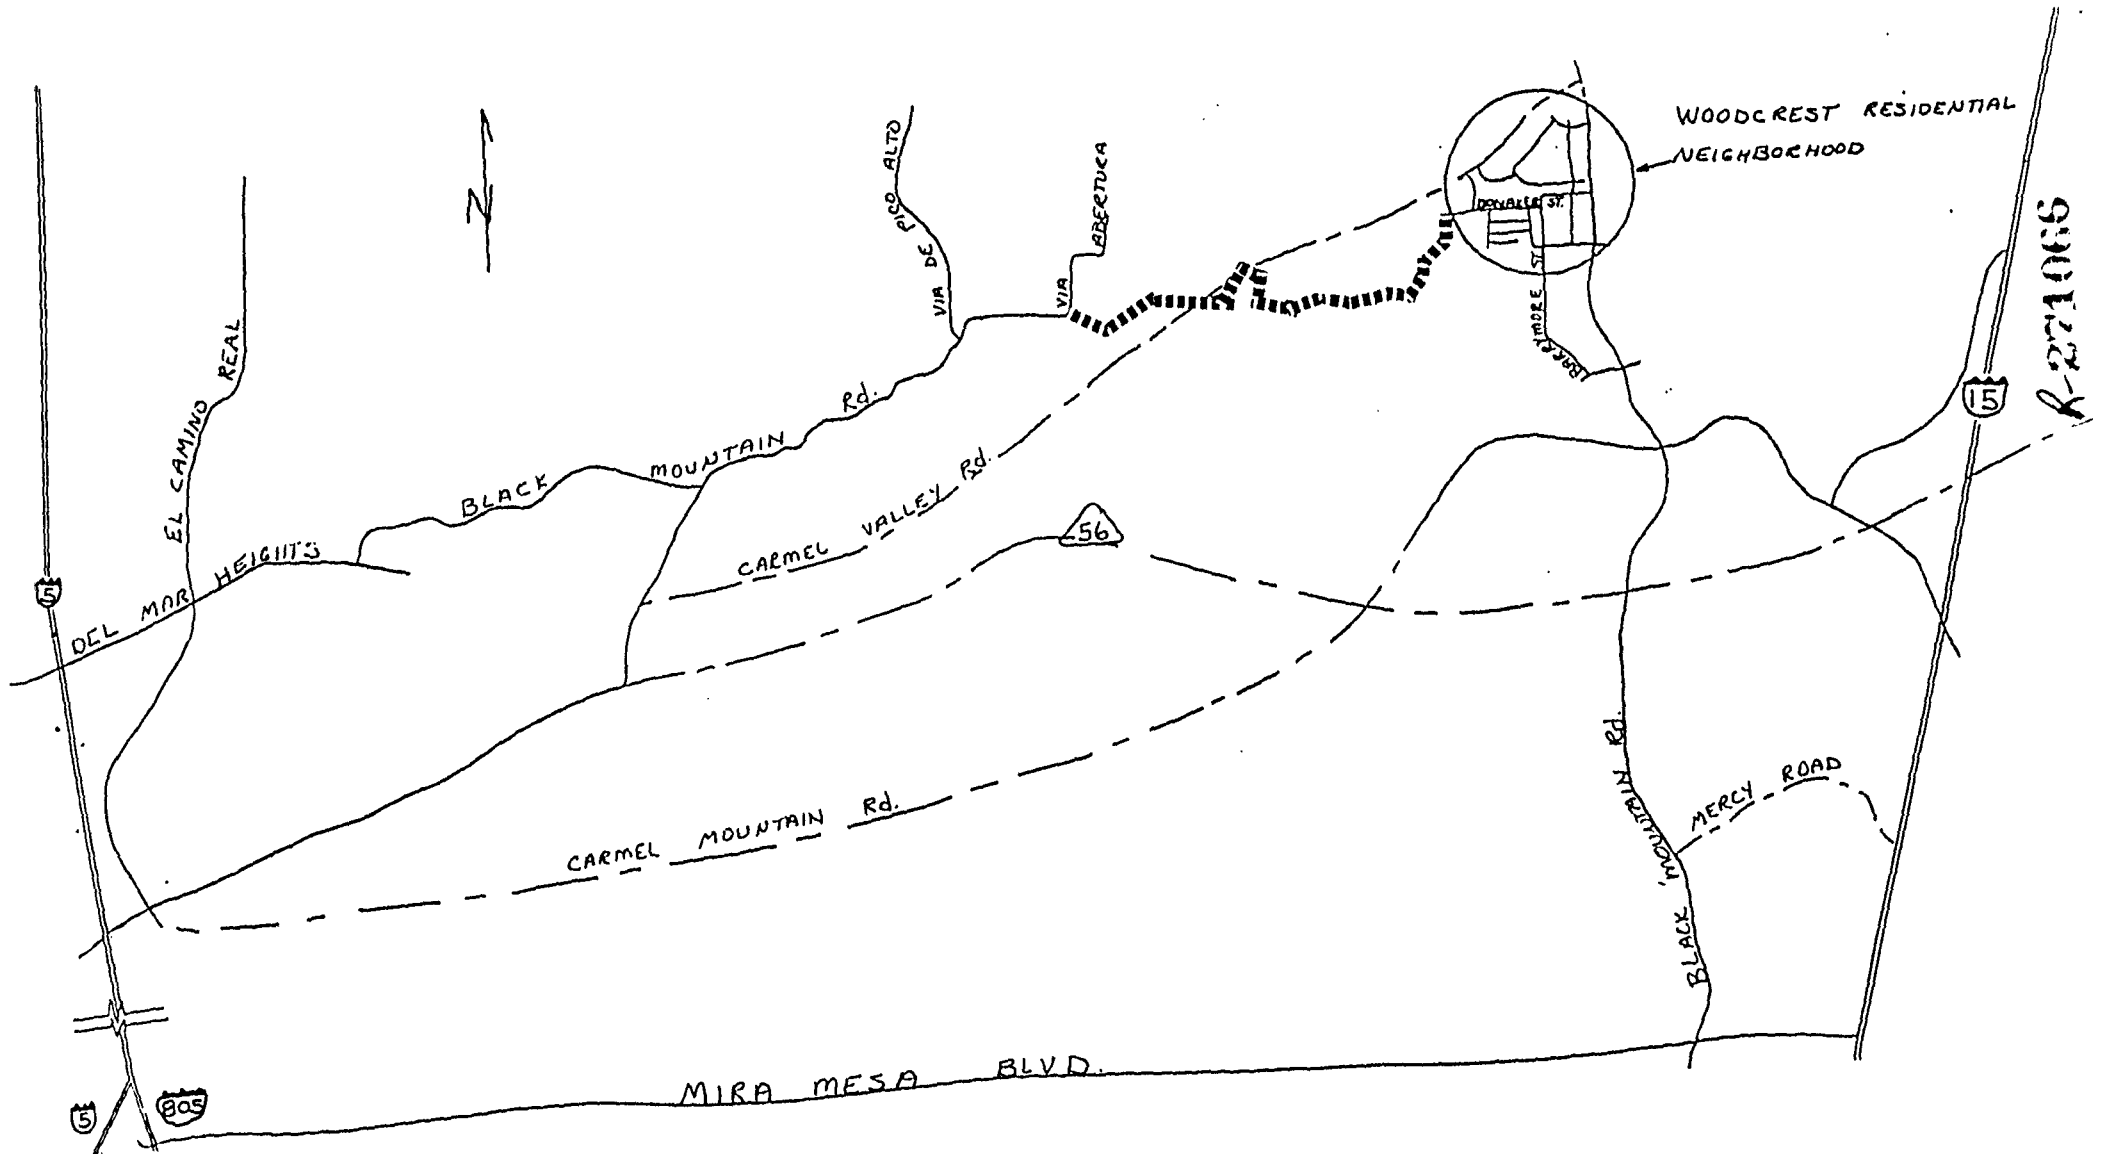 WOODCREST RESIDENTIAL
NEIGHBORHOOD
VIA DE PICO ALTO
VIA ABERTURA
DONAKER ST.
BARRYMORE ST.
N
EL CAMINO REAL
15
BLACK MOUNTAIN Rd.
CARMEL VALLEY Rd.
56
5
DEL MAR HEIGHTS
CARMEL MOUNTAIN Rd.
BLACK MOUNTAIN Rd.
MERCY ROAD
MIRA MESA BLVD.
5
805